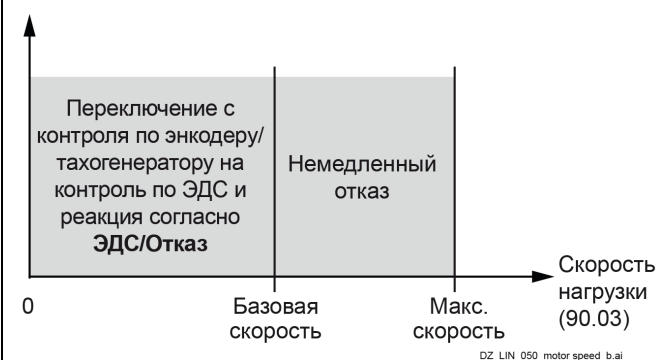 Переключение с
контроля по энкодеру/
тахогенератору на
контроль по ЭДС и
реакция согласно
ЭДС/Отказ
Немедленный
отказ
Скорость
нагрузки
(90.03)
0
Базовая
скорость
Макс.
скорость
DZ_LIN_050_motor speed_b.ai